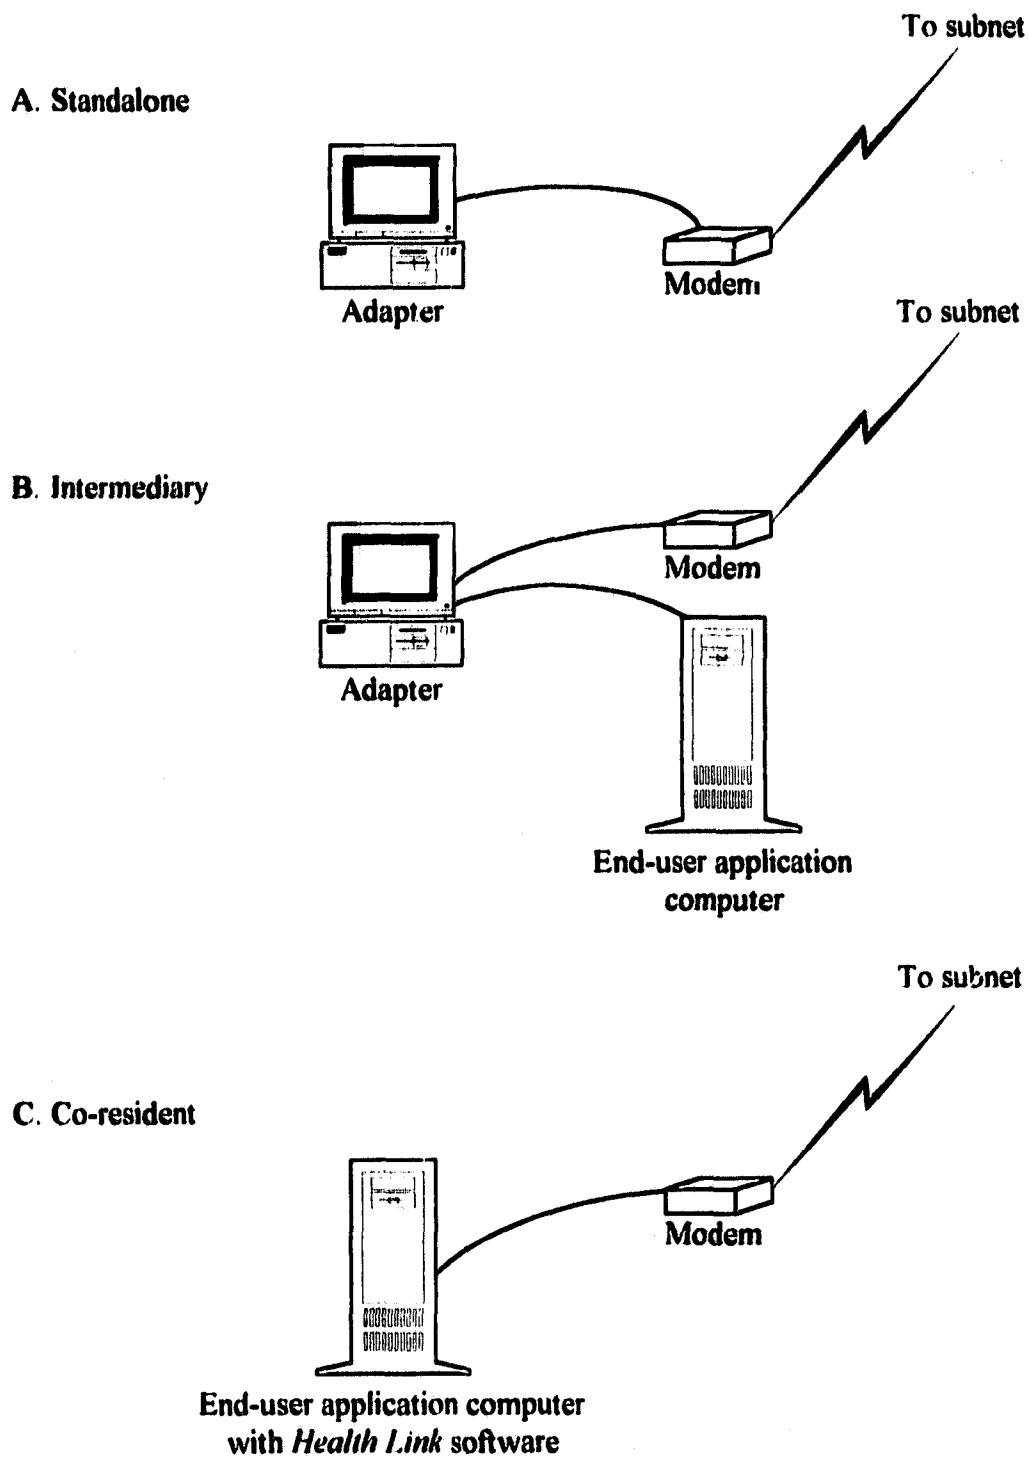 To subnet
A. Standalone
Adapter
Modem
To subnet
B. Intermediary
Modem
Adapter
End-user application
computer
To subnet
C. Co-resident
Modem
End-user application computer
with Health Link software